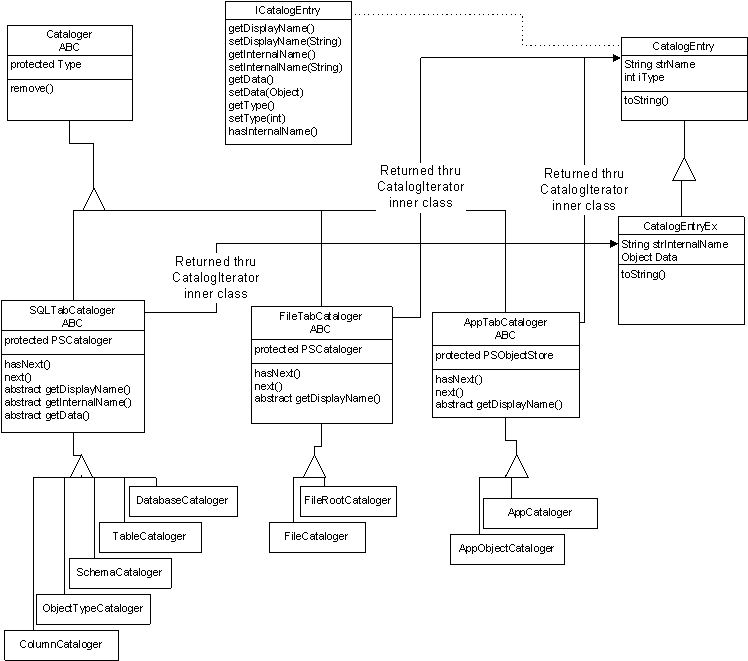 Cataloger
ABC
protected Type
remove()
ICatalogEntry
getDisplayName()
setDisplayName(String)
getInternalName()
setInternalName(String)
getData()
setData(Object)
getType()
setType(int)
hasInternalName()
CatalogEntry
String strName
int iType
toString()
Returned thru
CatalogIterator
inner class
Returned thru
CatalogIterator
inner class
CatalogEntryEx
String strInternalName
Object Data
toString()
Returned thru
CatalogIterator
inner class
SQLTabCataloger
ABC
protected PSCataloger
hasNext()
next()
abstract getDisplayName()
abstract getInternalName()
abstract getData()
FileTabCataloger
ABC
protected PSCataloger
hasNext()
next()
abstract getDisplayName()
AppTabCataloger
ABC
protected PSObjectStore
hasNext()
next()
abstract getDisplayName()
DatabaseCataloger
TableCataloger
SchemaCataloger
ObjectTypeCataloger
ColumnCataloger
FileRootCataloger
FileCataloger
AppCataloger
AppObjectCataloger